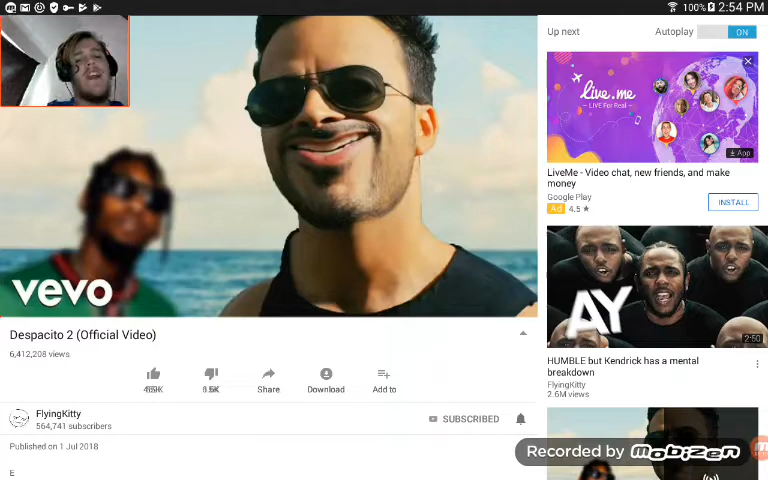 100% 2:54 PM
vevo
Despacito 2 (Official Video)
6,412,208 views
Share
Download
Add to
FlyingKitty
564,741 subscribers
SUBSCRIBED
Published on 1 Jul 2018
E
Up next
Autoplay
ON
Live.me
LIVE For Real
App
LiveMe - Video chat, new friends, and make
money
Google Play
Ad 4.5 ★
INSTALL
AY
2:50
HUMBLE but Kendrick has a mental
breakdown
FlyingKitty
2.6M views
Recorded by mobizen